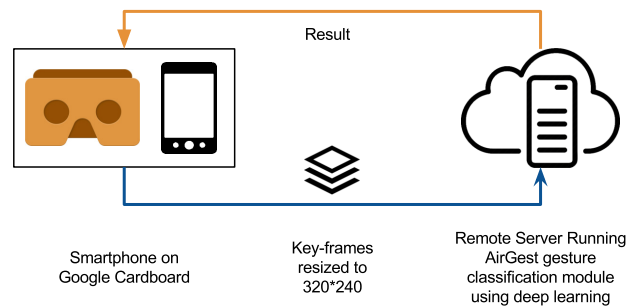 Result
Smartphone on
Google Cardboard
Key-frames
resized to
320*240
Remote Server Running
AirGest gesture
classification module
using deep learning